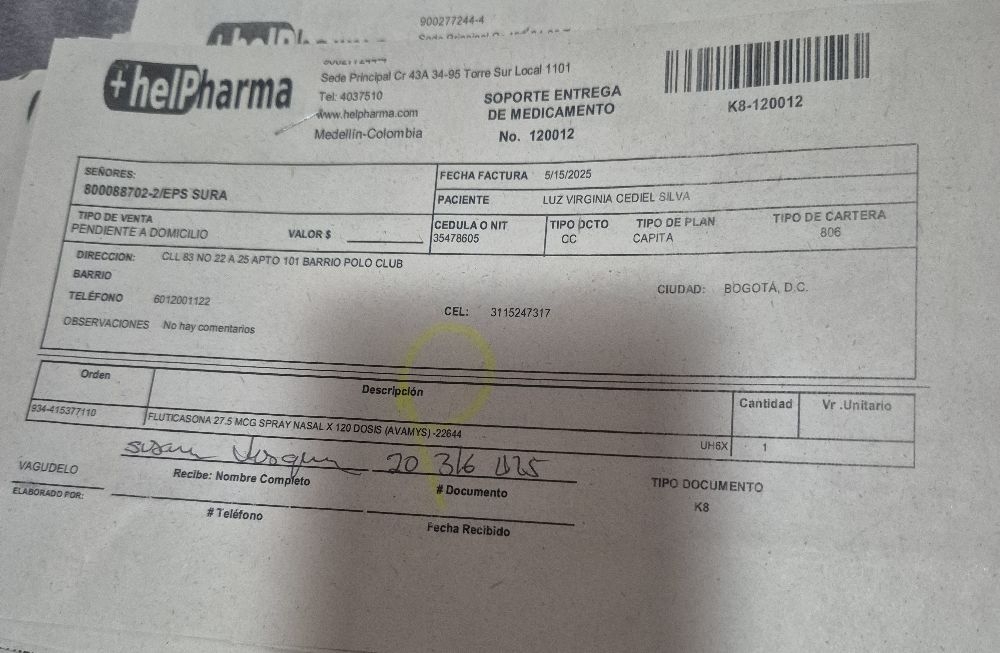 900277244-4
+helPharma
Sede Principal Cr 43A 34-95 Torre Sur Local 1101
Tel: 4037510
www.helpharma.com
Medellín-Colombia
SOPORTE ENTREGA
DE MEDICAMENTO
No. 120012
K8-120012
SEÑORES:
800088702-2/EPS SURA
FECHA FACTURA 5/15/2025
PACIENTE LUZ VIRGINIA CEDIEL SILVA
TIPO DE VENTA
PENDIENTE A DOMICILIO VALOR $
CEDULA O NIT TIPO DCTO TIPO DE PLAN TIPO DE CARTERA
35478605 CC CAPITA 806
DIRECCION: CLL 83 NO 22 A 25 APTO 101 BARRIO POLO CLUB
BARRIO
CIUDAD: BOGOTÁ, D.C.
TELÉFONO 6012001122
CEL: 3115247317
OBSERVACIONES No hay comentarios
Orden Descripción Cantidad Vr .Unitario
934-415377110 FLUTICASONA 27.5 MCG SPRAY NASAL X 120 DOSIS (AVAMYS) -22644 UH6X 1
20 316
VAGUDELO Recibe: Nombre Completo # Documento TIPO DOCUMENTO
ELABORADO POR: K8
# Teléfono Fecha Recibido